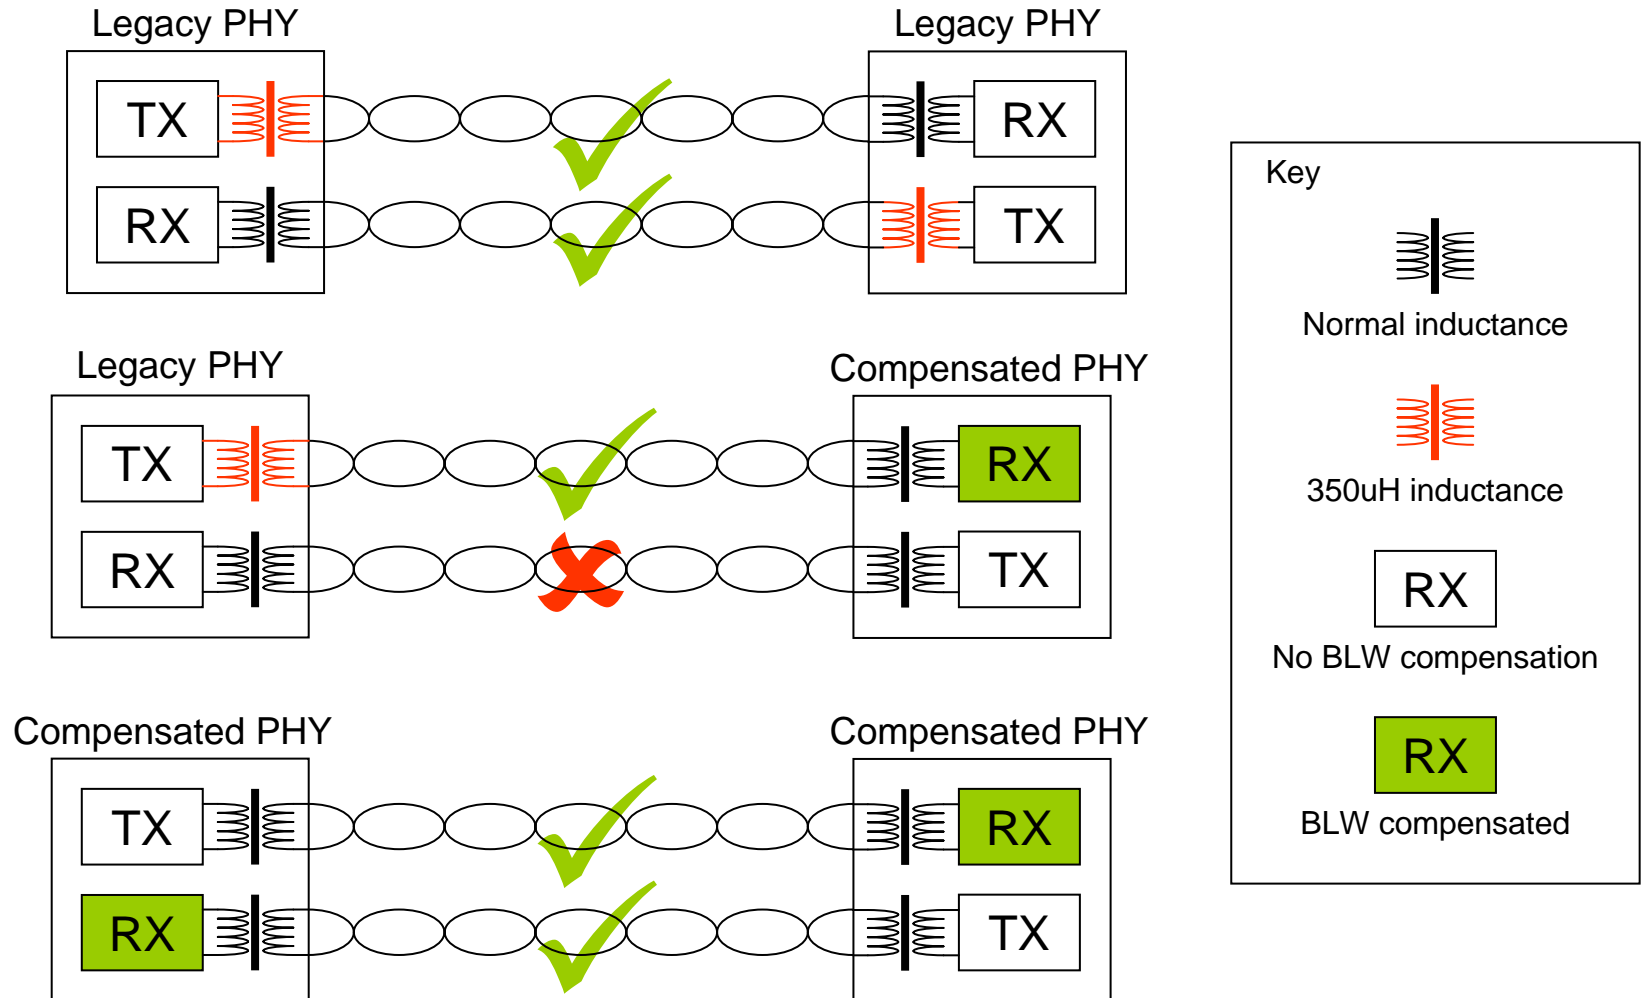 Legacy PHY
Legacy PHY
TX
RX
RX
TX
Legacy PHY
Compensated PHY
TX
RX
RX
TX
Compensated PHY
Compensated PHY
TX
RX
RX
TX
Key
Normal inductance
350uH inductance
RX
No BLW compensation
RX
BLW compensated